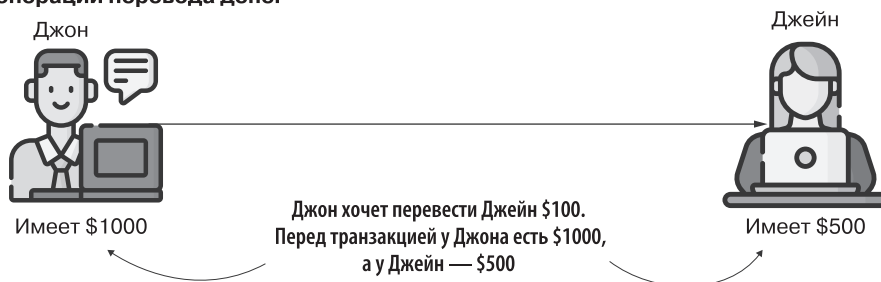 Джон
Джейн
Имеет $1000
Джон хочет перевести Джейн $100.
Перед транзакцией у Джона есть $1000,
а у Джейн — $500
Имеет $500